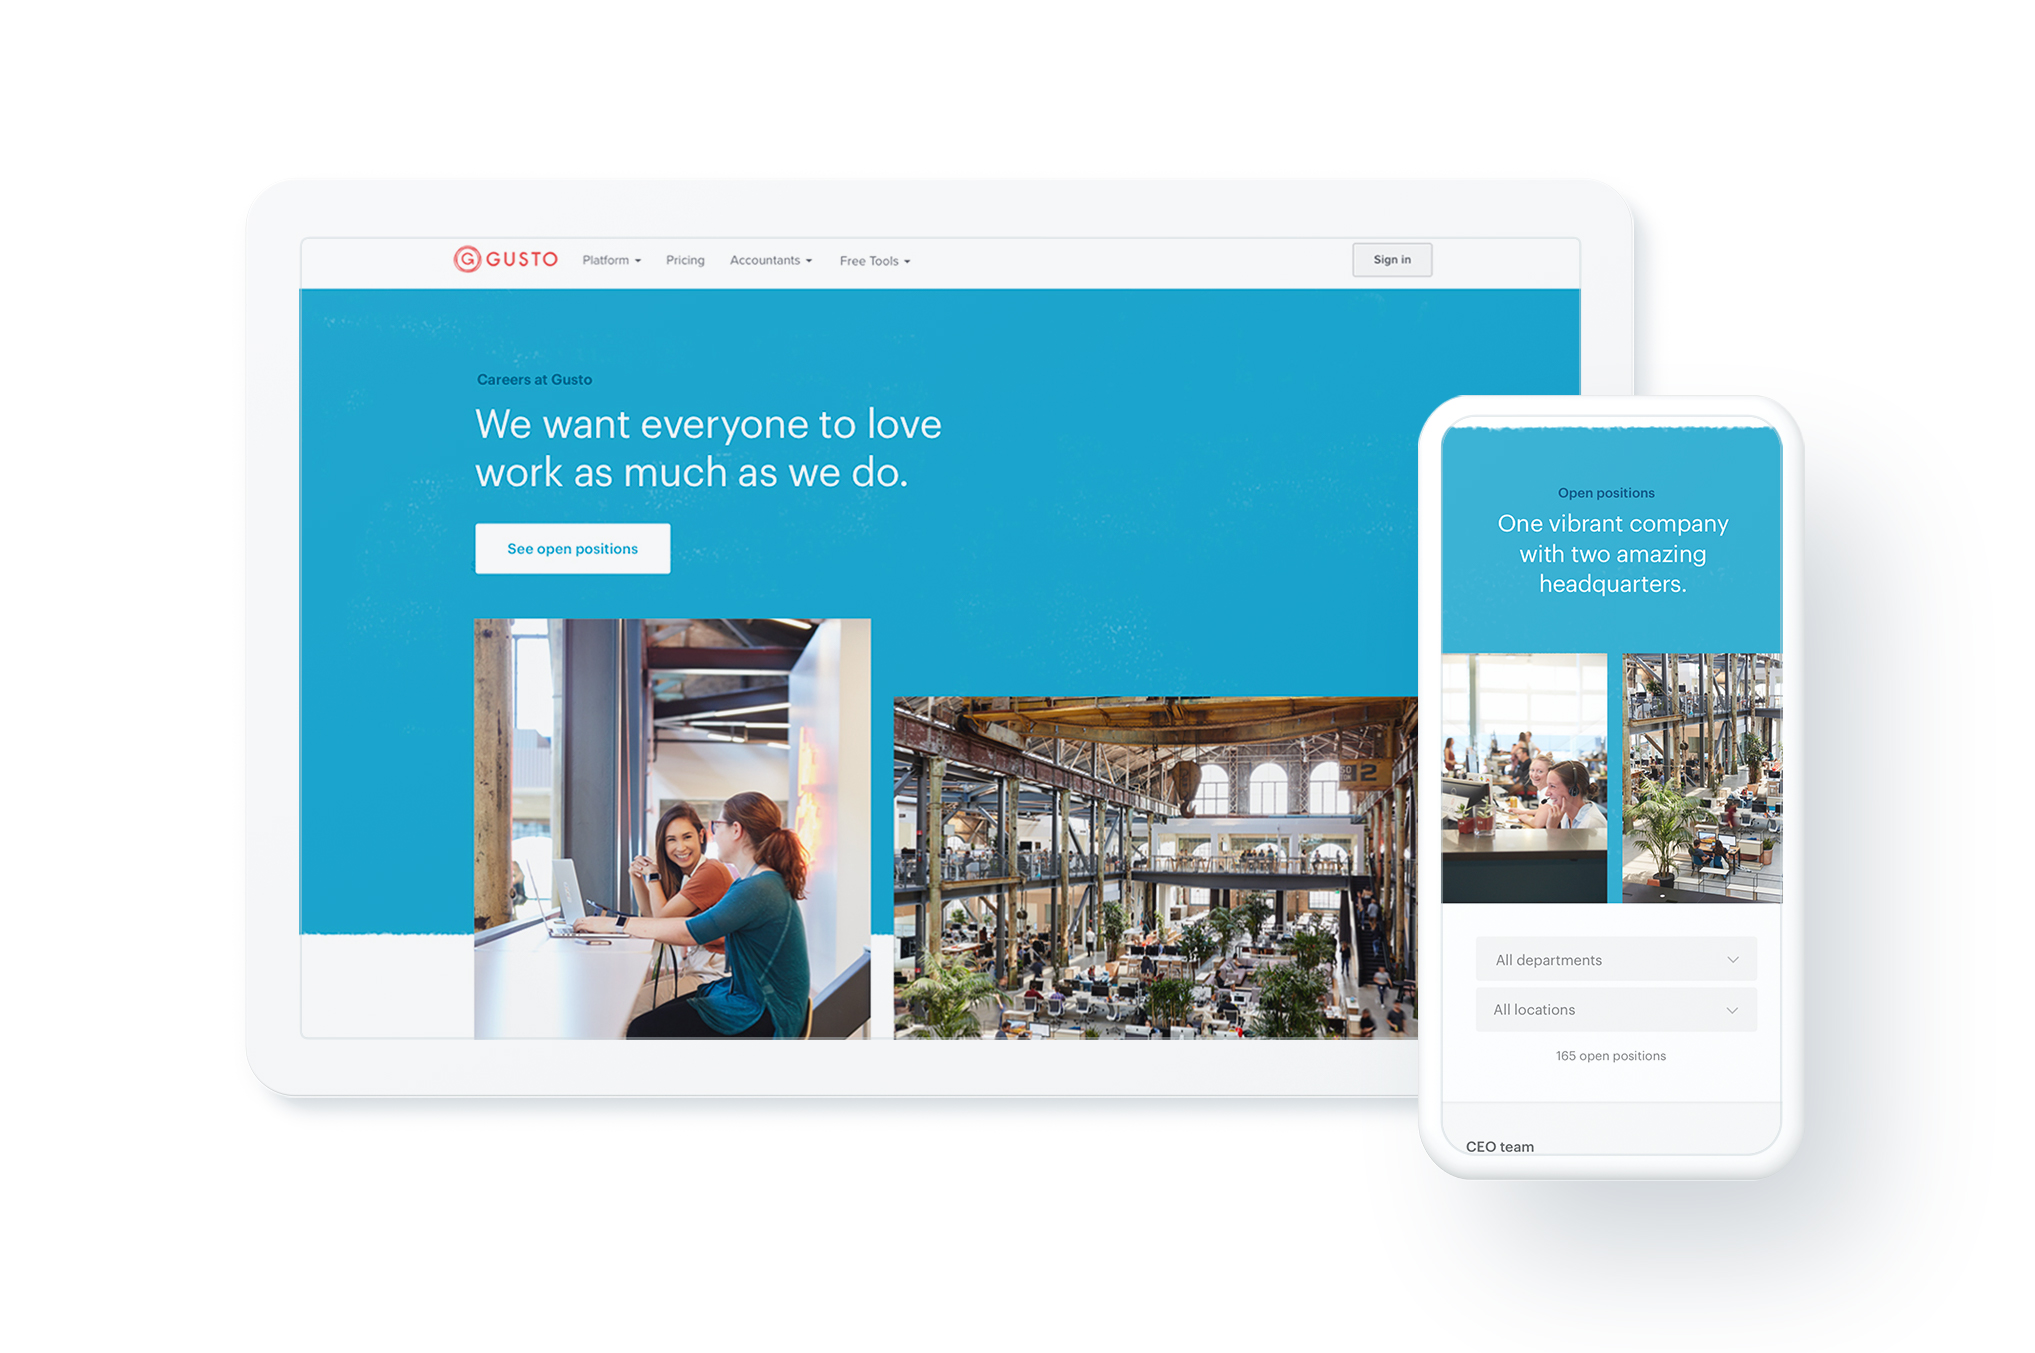 GUSTO
Platform
Pricing
Accountants
Free Tools
Sign in
Careers at Gusto
We want everyone to love
work as much as we do.
See open positions
2
Open positions
One vibrant company
with two amazing
headquarters.
All departments
All locations
165 open positions
CEO team